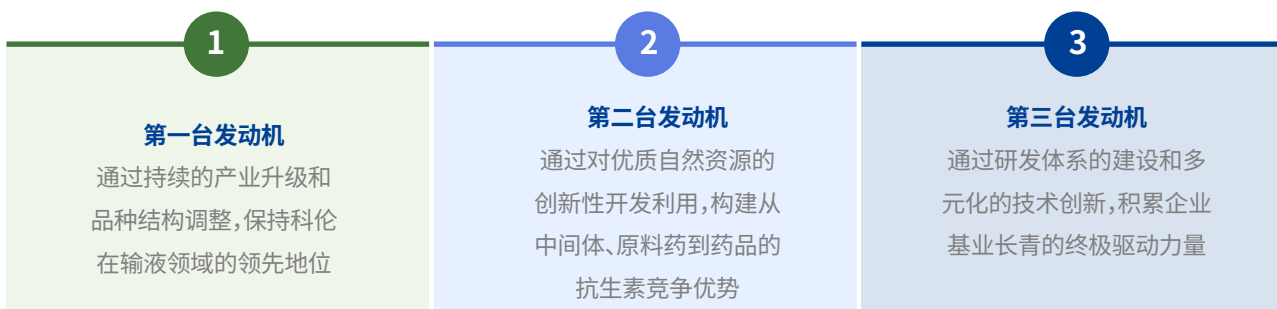 1
第一台发动机
通过持续的产业升级和
品种结构调整,保持科伦
在输液领域的领先地位
2
第二台发动机
通过对优质自然资源的
创新性开发利用,构建从
中间体、原料药到药品的
抗生素竞争优势
3
第三台发动机
通过研发体系的建设和多
元化的技术创新,积累企业
基业长青的终极驱动力量